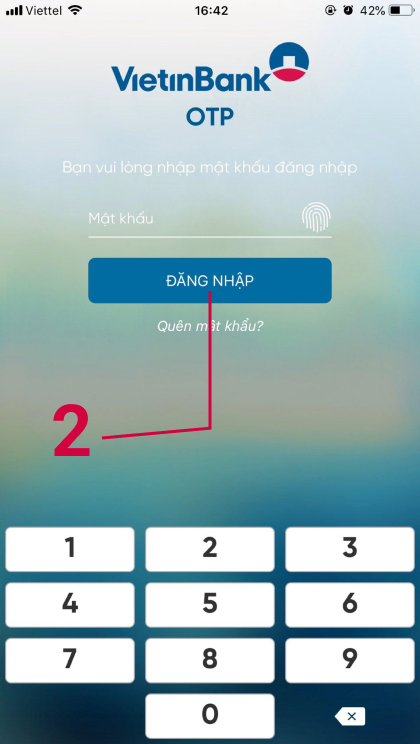 Viettel 16:42 42%
VietinBank
OTP
Bạn vui lòng nhập mật khẩu đăng nhập
Mật khẩu
ĐĂNG NHẬP
Quên mật khẩu?
2
1 2 3
4 5 6
7 8 9
0